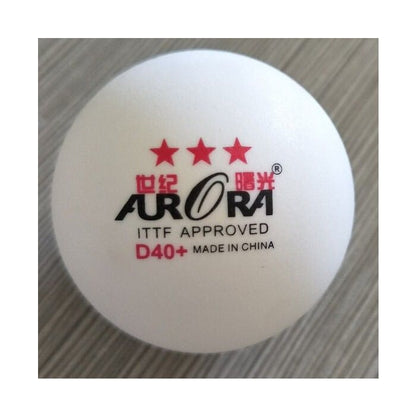 ★★★
世纪 曙光 ®
AURORA
ITTF APPROVED
D40+ MADE IN CHINA